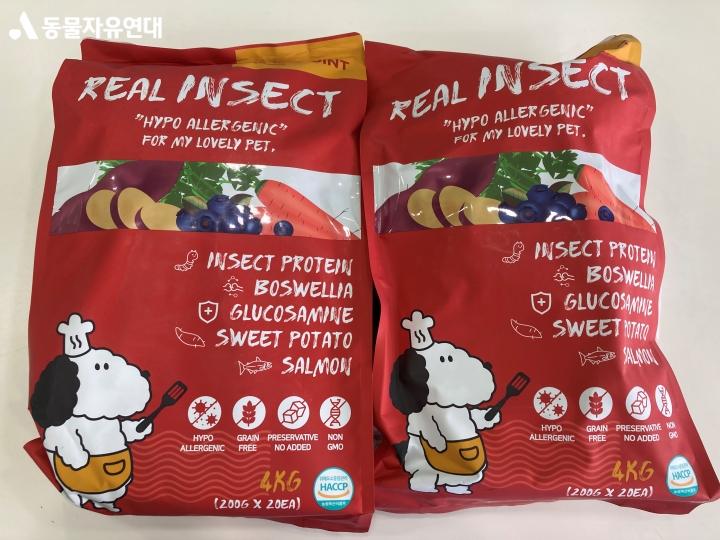 동물자유연대
INT
REAL INSECT
"HYPO ALLERGENIC"
FOR MY LOVELY PET.
INSECT PROTEIN
BOSWELLIA
GLUCOSAMINE
SWEET POTATO
SALMON
HYPO
ALLERGENIC
GRAIN
FREE
PRESERVATIVE
NO ADDED
NON
GMO
4KG
(200G X 20EA)
HACCP
REAL INSECT
"HYPO ALLERGENIC"
FOR MY LOVELY PET.
INSECT PROTEIN
BOSWELLIA
GLUCOSAMINE
SWEET POTATO
SALMON
HYPO
ALLERGENIC
GRAIN
FREE
PRESERVATIVE
NO ADDED
NON
GMO
4KG
(200G X 20EA)
HACCP